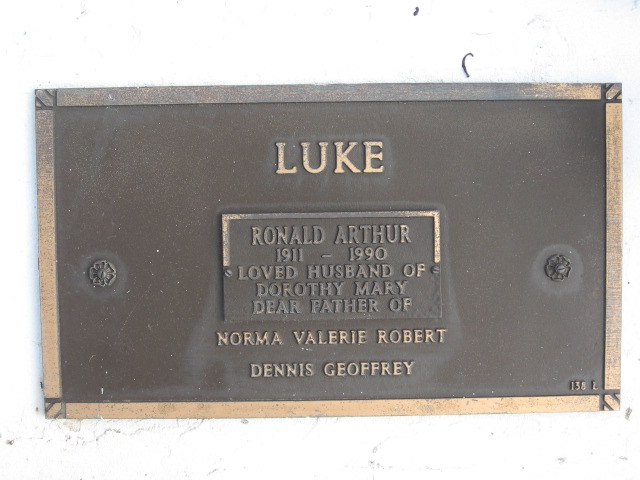 LUKE
RONALD ARTHUR
1911 - 1990
LOVED HUSBAND OF
DOROTHY MARY
DEAR FATHER OF
NORMA VALERIE ROBERT
DENNIS GEOFFREY
138 L